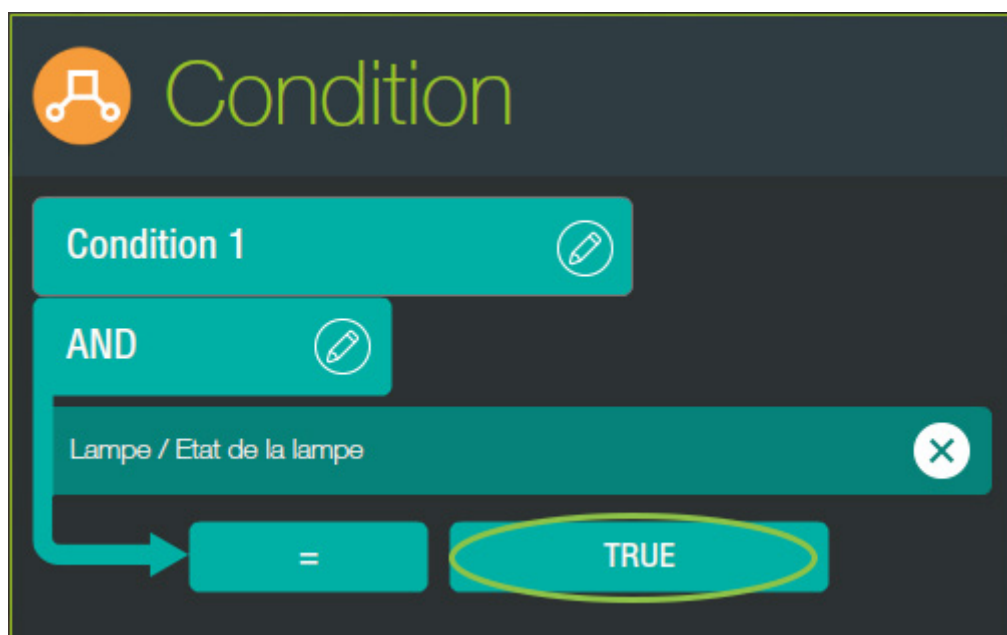 Condition
Condition 1
AND
Lampe / Etat de la lampe
= TRUE